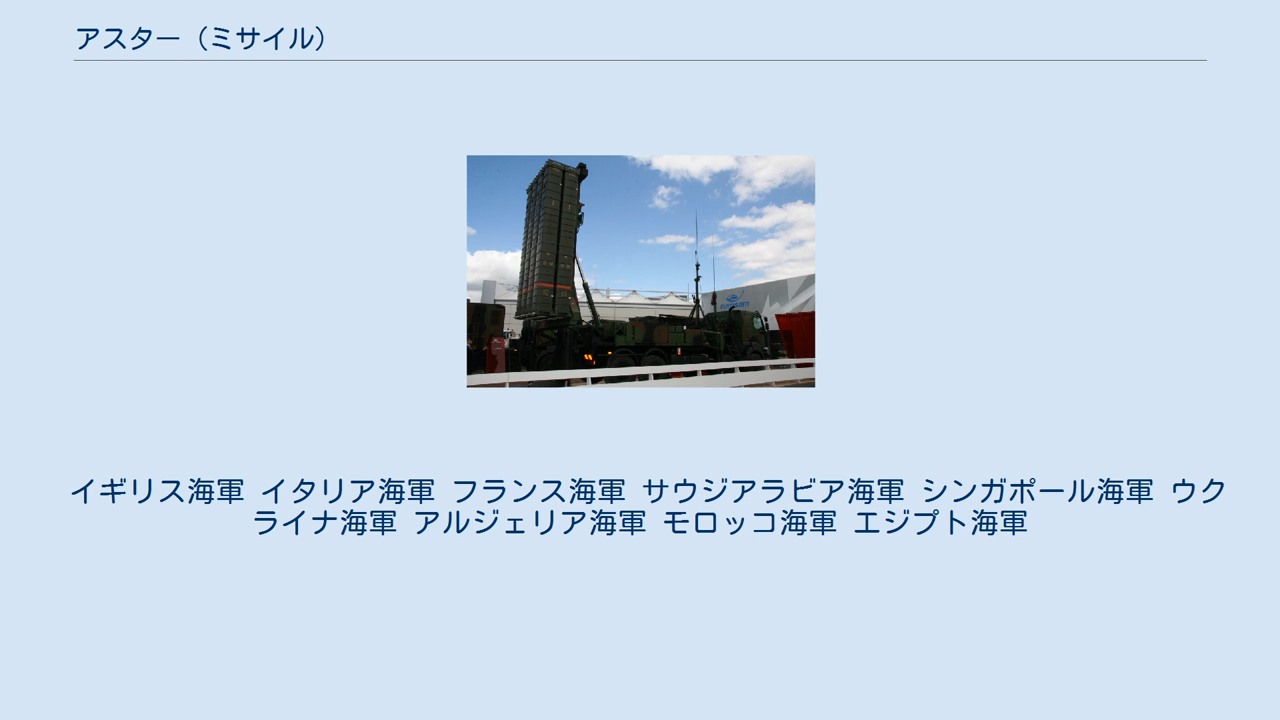 アスター（ミサイル）
イギリス海軍 イタリア海軍 フランス海軍 サウジアラビア海軍 シンガポール海軍 ウク
ライナ海軍 アルジェリア海軍 モロッコ海軍 エジプト海軍